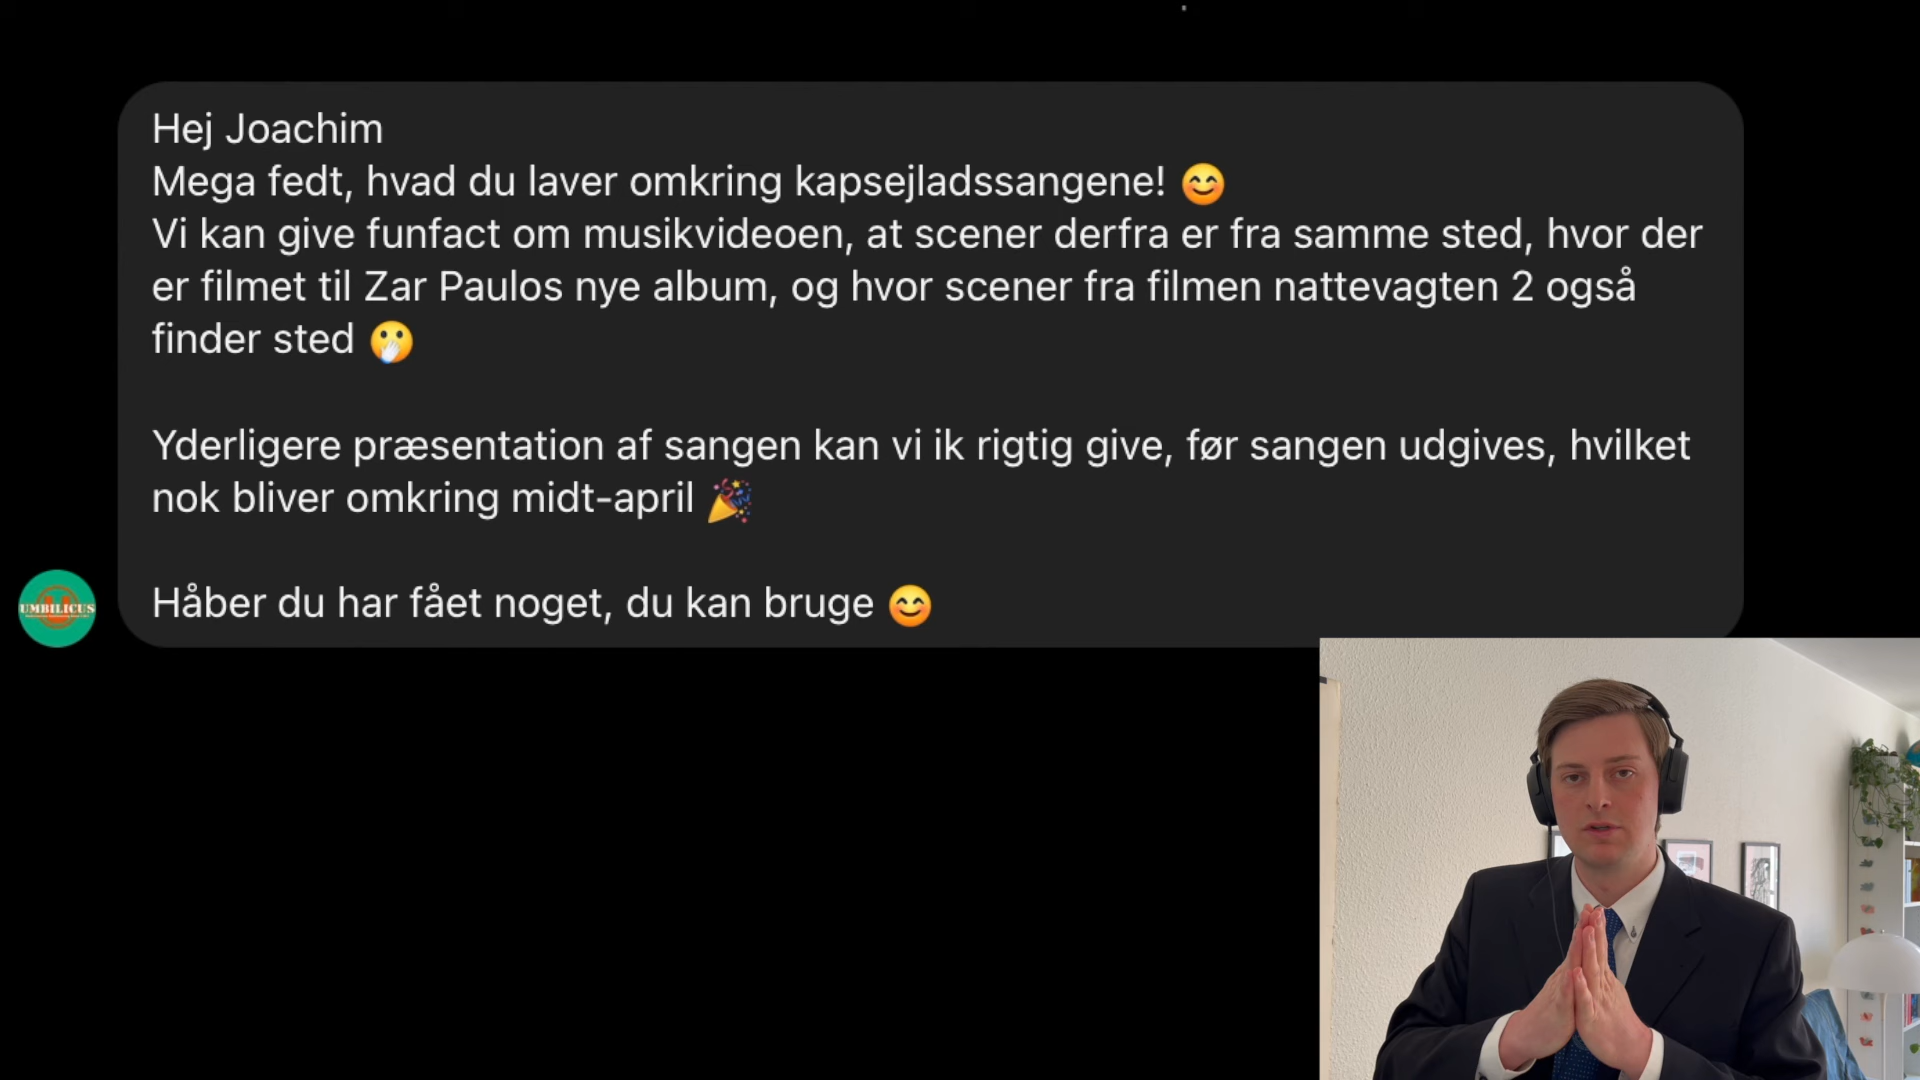 Hej Joachim
Mega fedt, hvad du laver omkring kapsejladssangene! 😊
Vi kan give funfact om musikvideoen, at scener derfra er fra samme sted, hvor der
er filmet til Zar Paulos nye album, og hvor scener fra filmen nattevagten 2 også
finder sted 🫢
Yderligere præsentation af sangen kan vi ik rigtig give, før sangen udgives, hvilket
nok bliver omkring midt-april 🎉
Håber du har fået noget, du kan bruge 😊
UMBILICUS